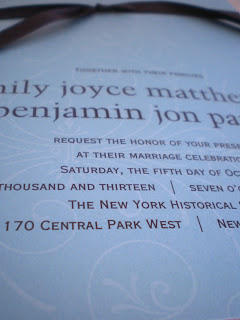 TOGETHER WITH THEIR FAMILIES
mily joyce matthe
benjamin jon pa
REQUEST THE HONOR OF YOUR PRES
AT THEIR MARRIAGE CELEBRATIO
SATURDAY, THE FIFTH DAY OF OC
THOUSAND AND THIRTEEN | SEVEN O'
THE NEW YORK HISTORICAL
170 CENTRAL PARK WEST | NEW